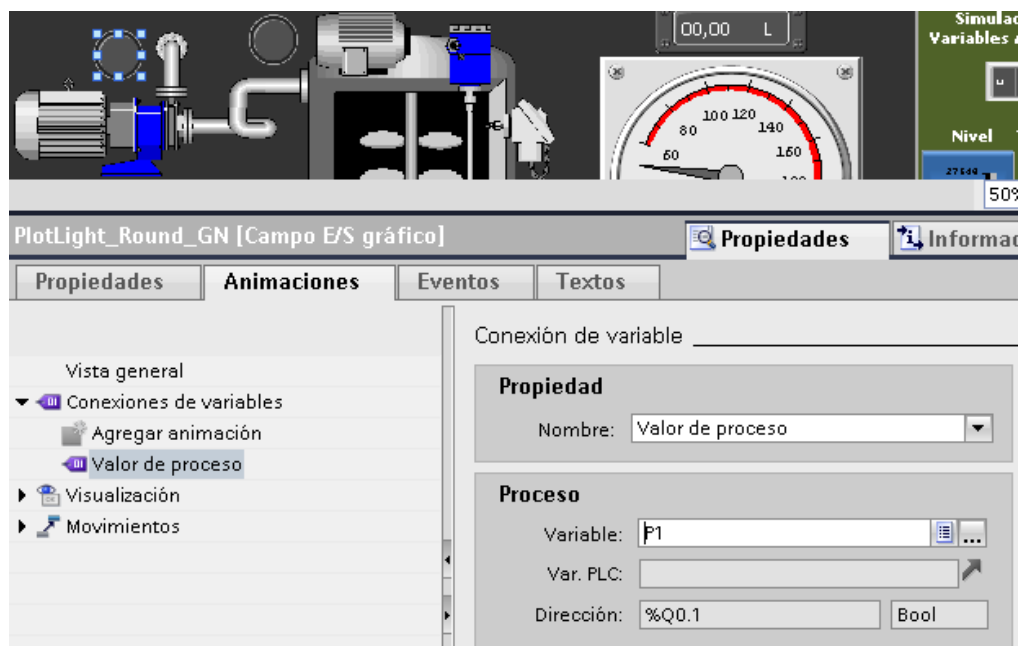 00,00 L
Simulac
Variables
100 120
80 140
60 160
Nivel
50%
PlotLight_Round_GN [Campo E/S gráfico]
Propiedades
Informac
Propiedades Animaciones Eventos Textos
Conexión de variable
Vista general
Conexiones de variables
Agregar animación
Valor de proceso
Visualización
Movimientos
Propiedad
Nombre: Valor de proceso
Proceso
Variable: P1
...
Var. PLC:
Dirección: %Q0.1 Bool